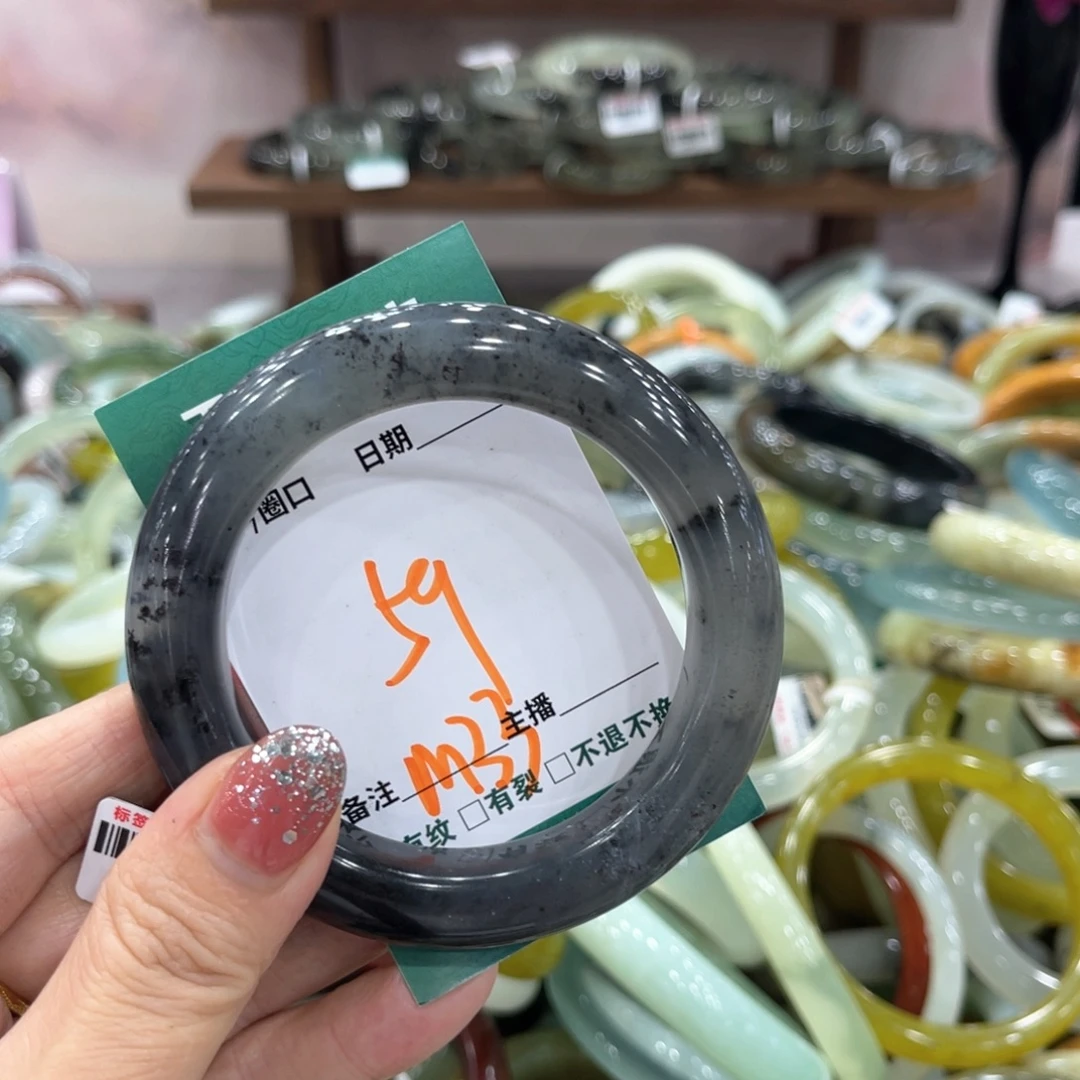 日期
圈口
59
主播
M33
备注
纹 □有裂 □不退不换
标签